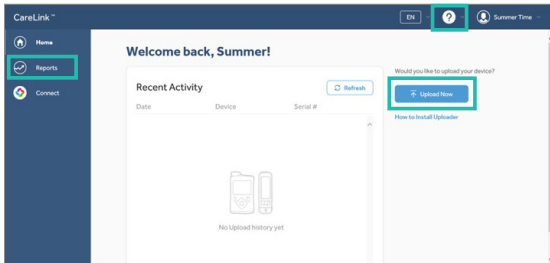 CareLink™
EN
?
Summer Time
Home
Reports
Connect
Welcome back, Summer!
Recent Activity
Refresh
Date Device Serial #
No Upload history yet
Would you like to upload your device?
Upload Now
How to Install Uploader